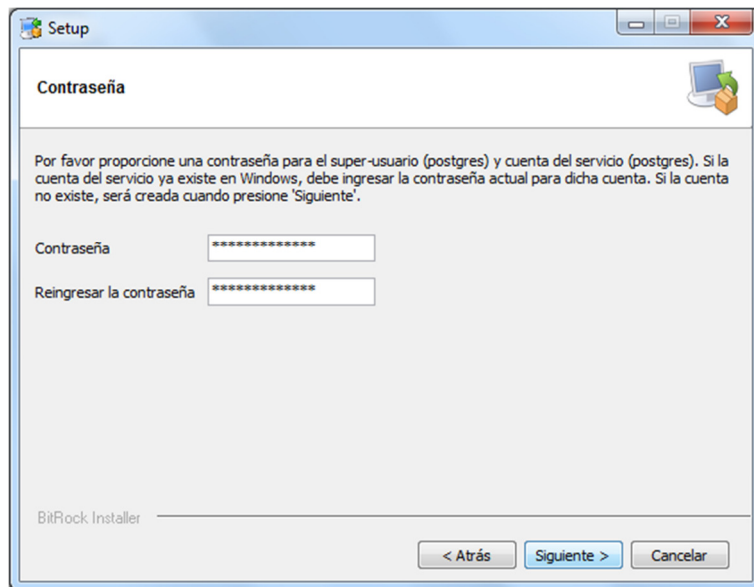 Setup
Contraseña
Por favor proporcione una contraseña para el super-usuario (postgres) y cuenta del servicio (postgres). Si la
cuenta del servicio ya existe en Windows, debe ingresar la contraseña actual para dicha cuenta. Si la cuenta
no existe, será creada cuando presione 'Siguiente'.
Contraseña *************
Reingresar la contraseña *************
BitRock Installer
< Atrás Siguiente > Cancelar